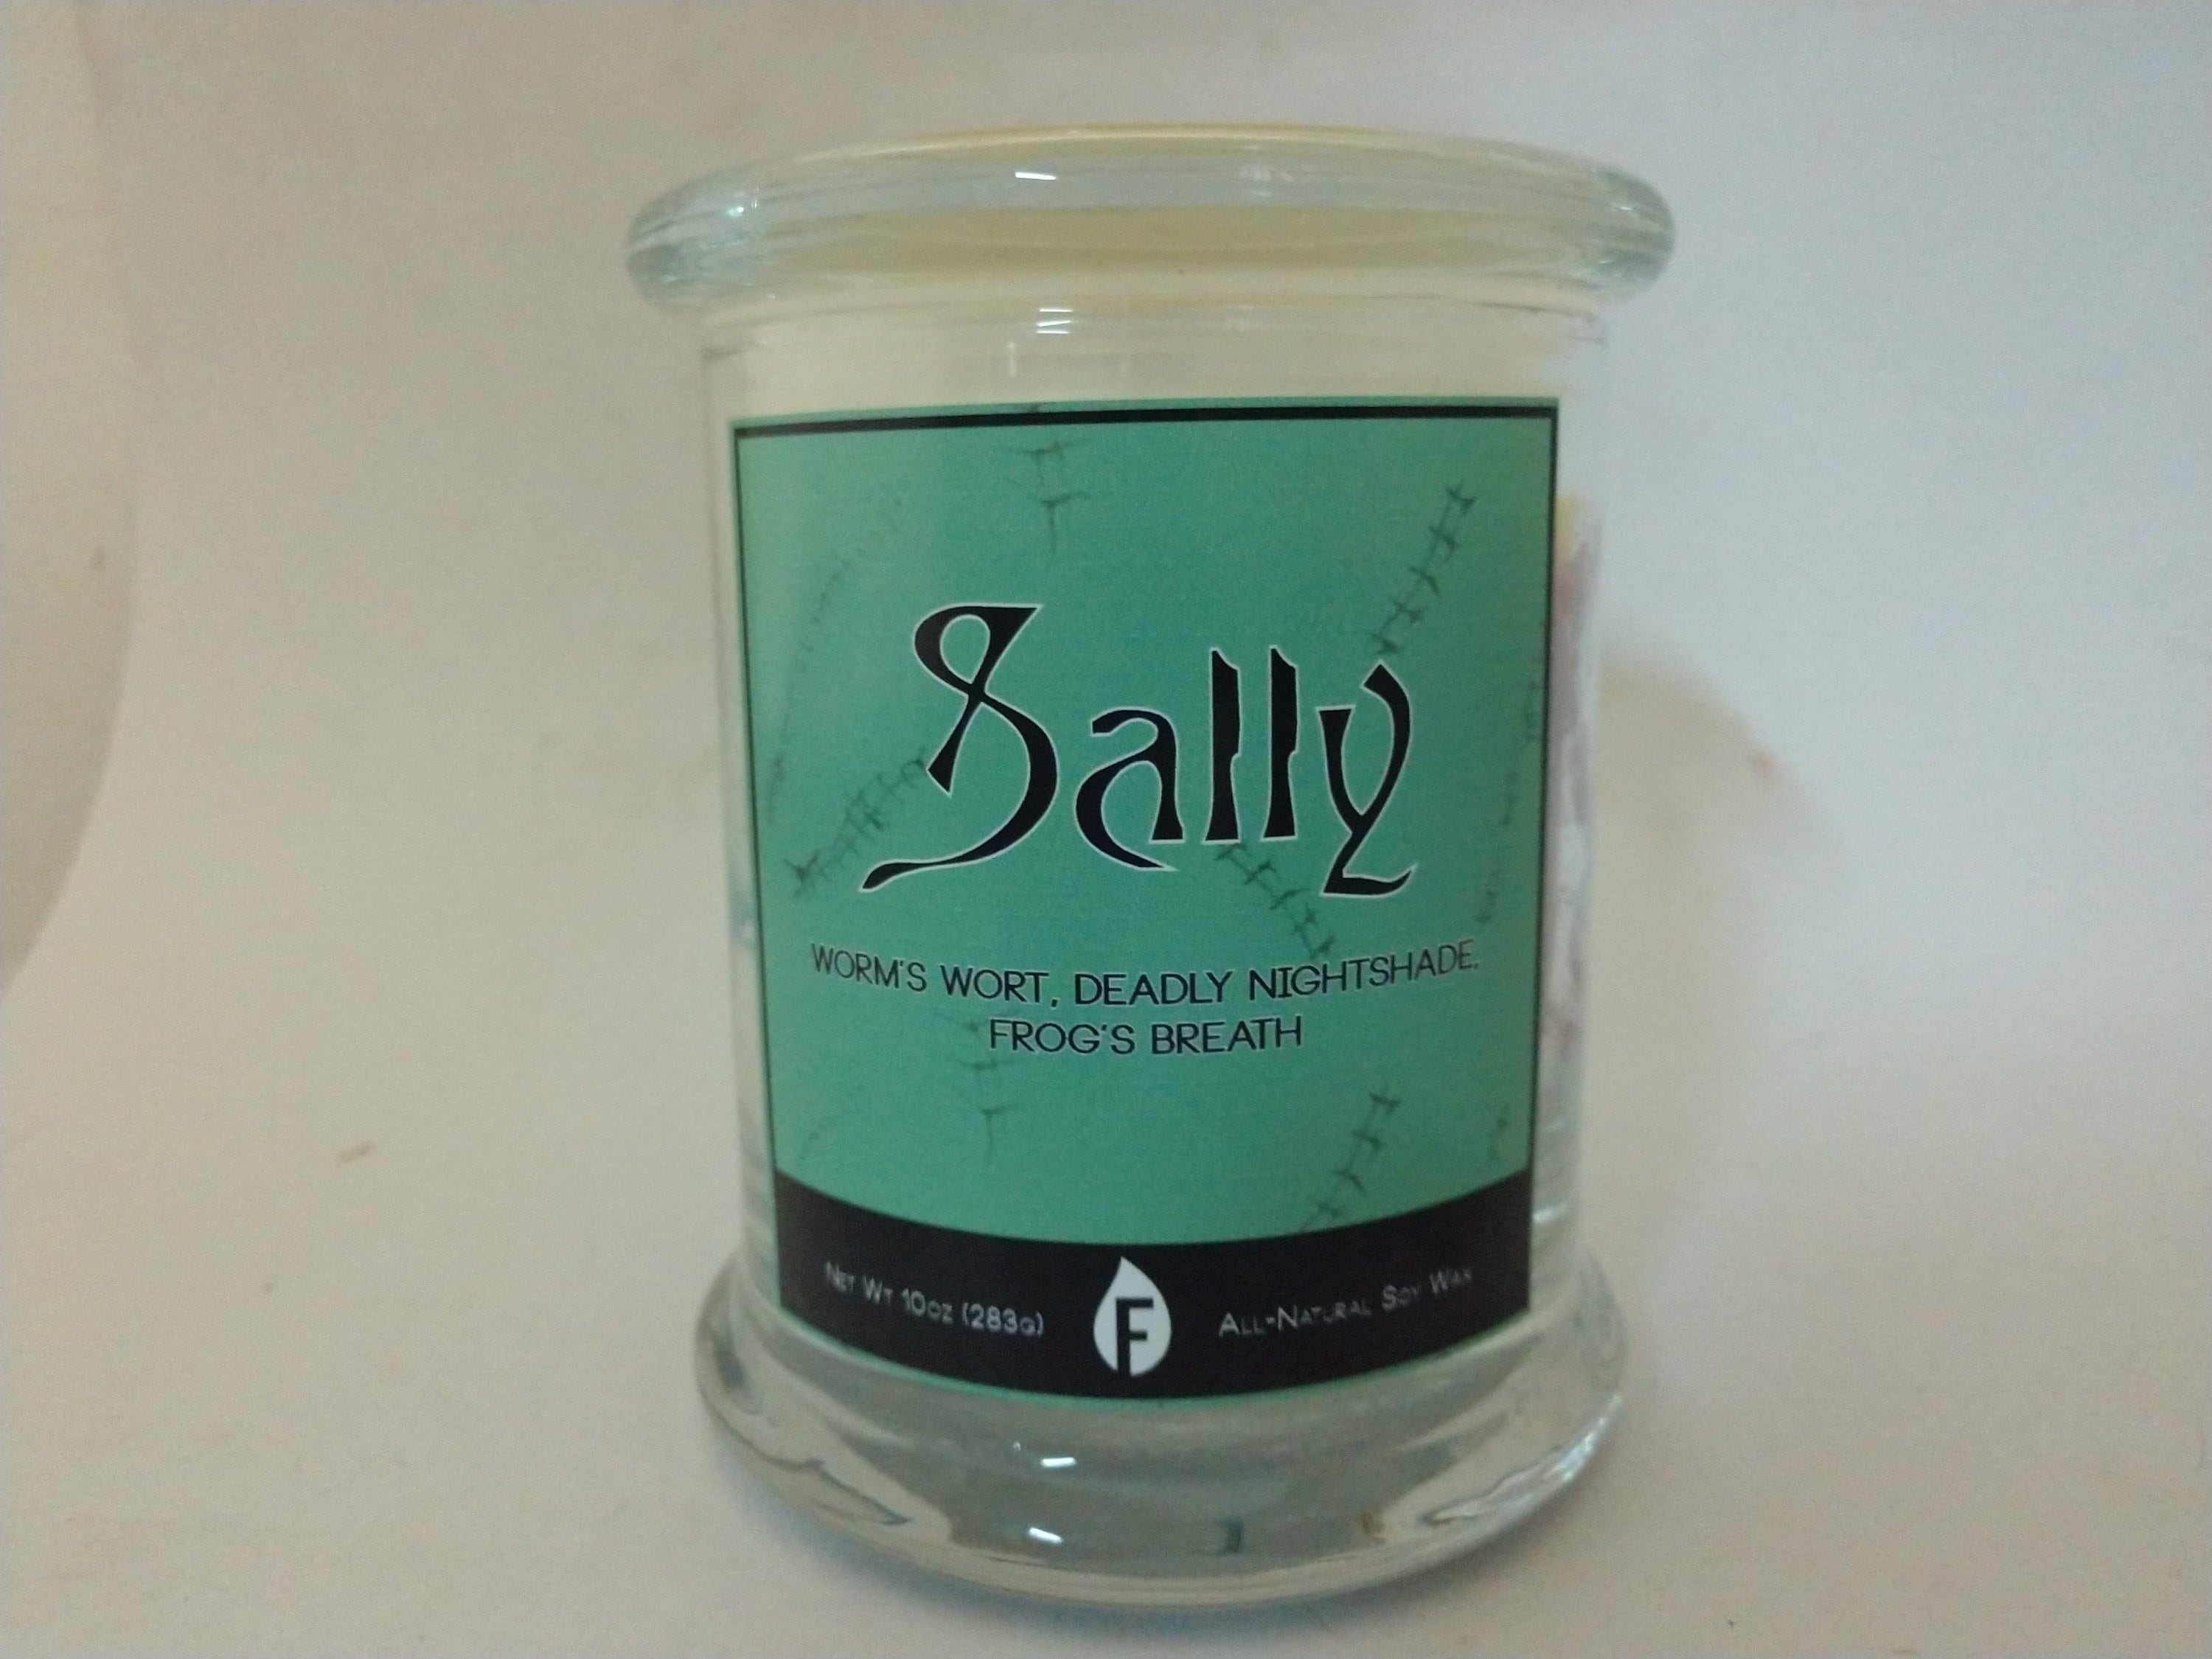 Sally
WORM'S WORT, DEADLY NIGHTSHADE,
FROG'S BREATH
NET WT 10OZ (283G)
F
ALL-NATURAL SOY WAX